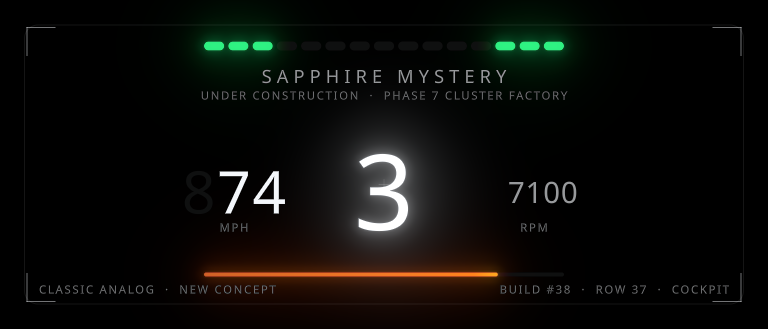 SAPPHIRE MYSTERY
UNDER CONSTRUCTION · PHASE 7 CLUSTER FACTORY
874 3 7100
MPH RPM
CLASSIC ANALOG · NEW CONCEPT BUILD #38 · ROW 37 · COCKPIT